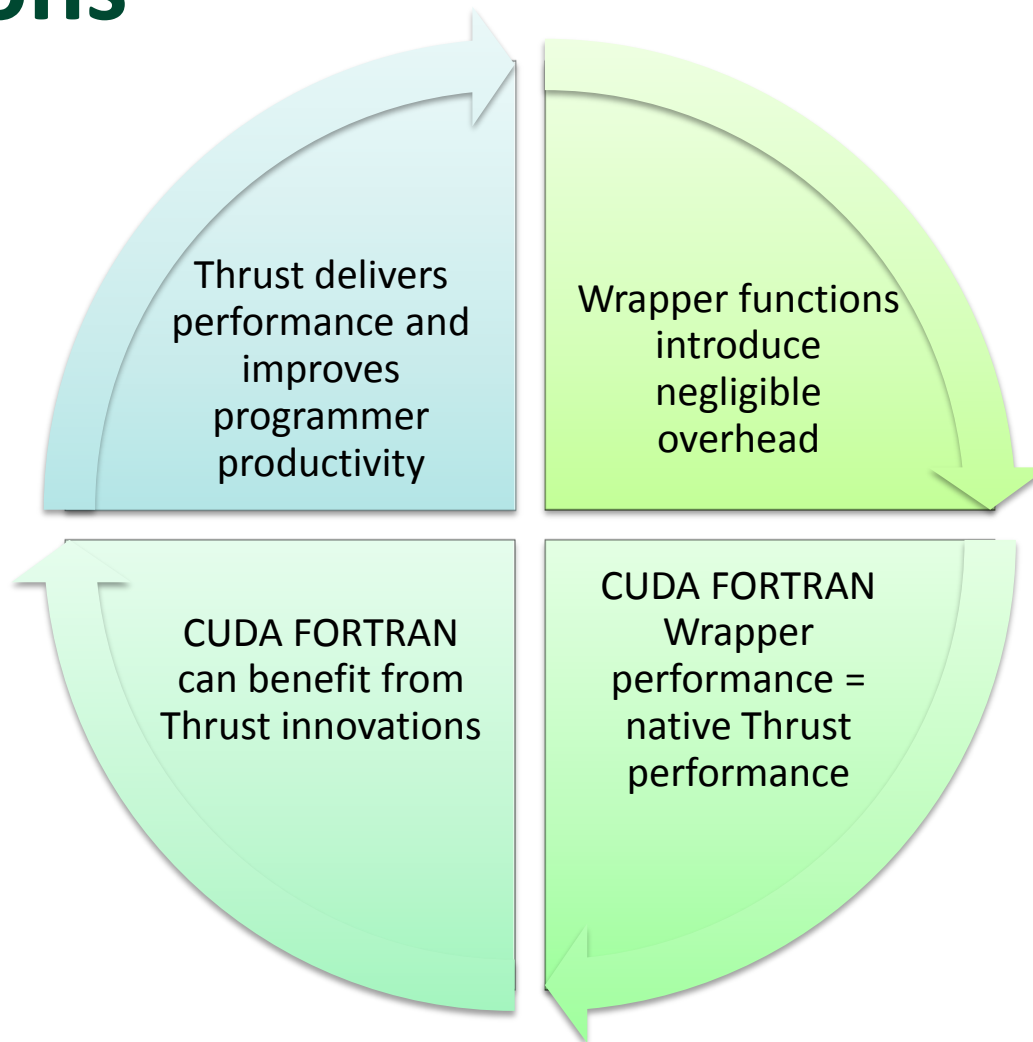 ons
Thrust delivers
performance and
improves
programmer
productivity
Wrapper functions
introduce
negligible
overhead
CUDA FORTRAN
Wrapper
performance =
native Thrust
performance
CUDA FORTRAN
can benefit from
Thrust innovations